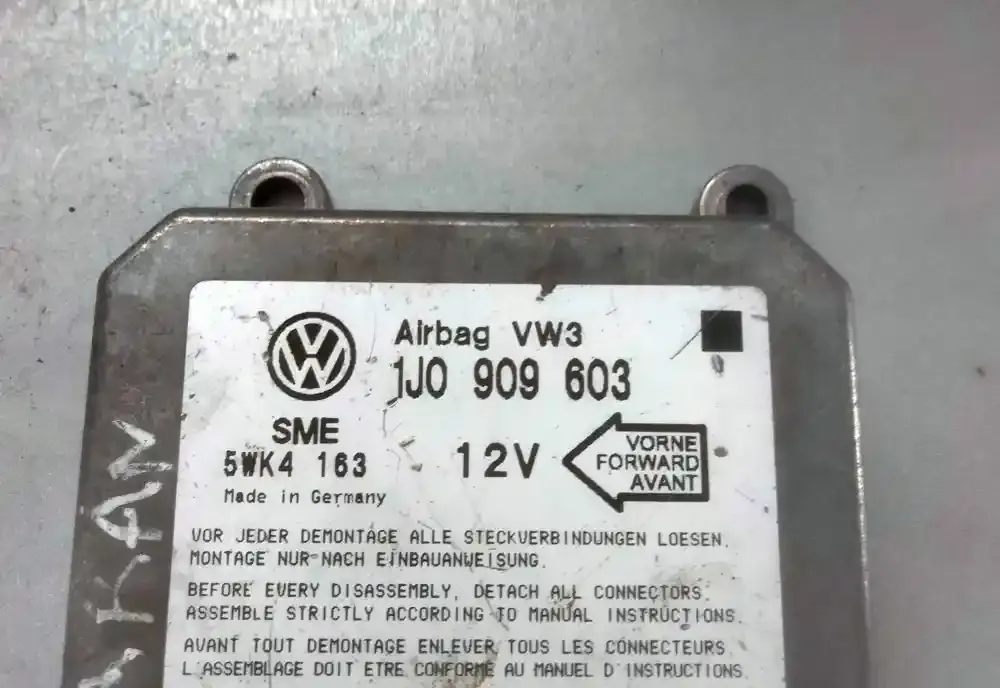 Airbag VW3
1J0 909 603
SME
5WK4 163
Made in Germany
12V
VORNE
FORWARD
AVANT
VOR JEDER DEMONTAGE ALLE STECKVERBINDUNGEN LOESEN.
MONTAGE NUR NACH EINBAUANWEISUNG.
BEFORE EVERY DISASSEMBLY, DETACH ALL CONNECTORS.
ASSEMBLE STRICTLY ACCORDING TO MANUAL INSTRUCTIONS.
AVANT TOUT DEMONTAGE ENLEVER TOUS LES CONNECTEURS.
L'ASSEMBLAGE DOIT ETRE CONFORME AU MANUEL D'INSTRUCTIONS.